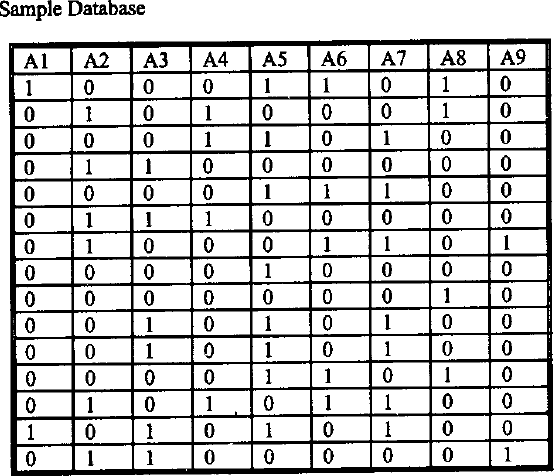 Sample Database
A1 A2 A3 A4 A5 A6 A7 A8 A9
1 0 0 0 1 1 0 1 0
0 1 0 1 0 0 0 1 0
0 0 0 1 1 0 1 0 0
0 1 1 0 0 0 0 0 0
0 0 0 0 1 1 1 0 0
0 1 1 1 0 0 0 0 0
0 1 0 0 0 1 1 0 1
0 0 0 0 1 0 0 0 0
0 0 0 0 0 0 0 1 0
0 0 1 0 1 0 1 0 0
0 0 1 0 1 0 1 0 0
0 0 0 0 1 1 0 1 0
0 1 0 1 0 1 1 0 0
1 0 1 0 1 0 1 0 0
0 1 1 0 0 0 0 0 1